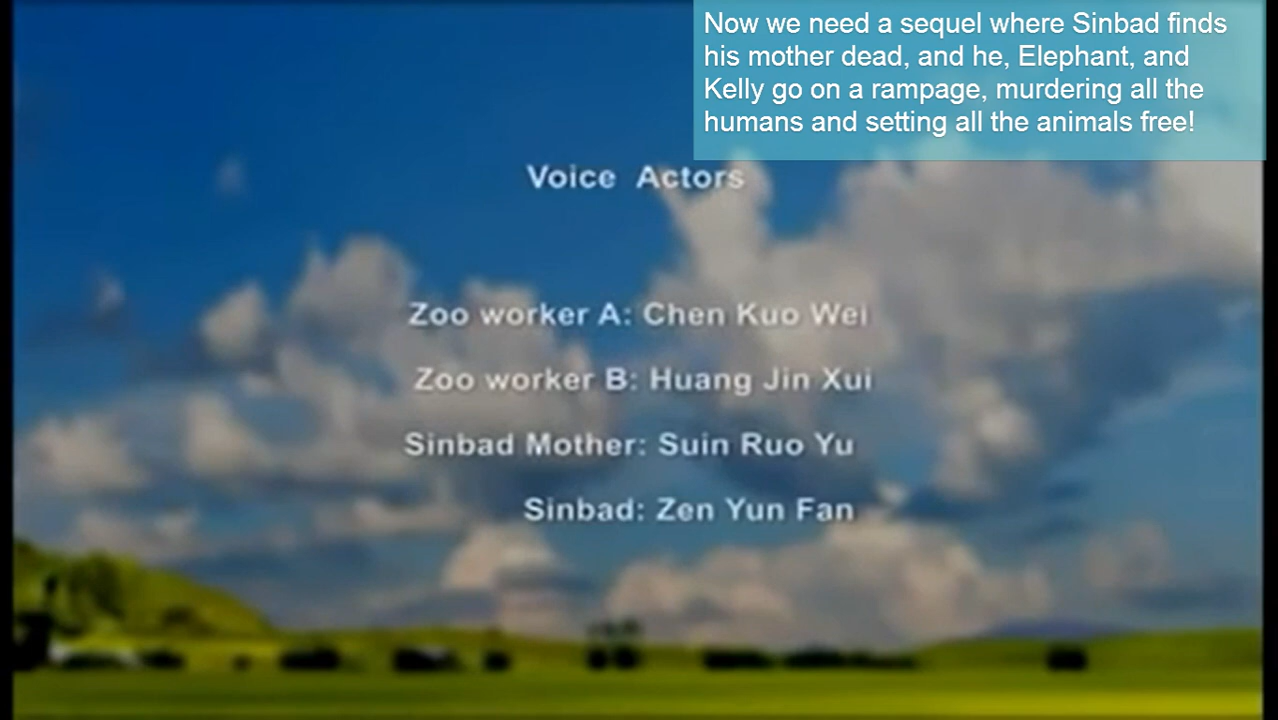 Now we need a sequel where Sinbad finds
his mother dead, and he, Elephant, and
Kelly go on a rampage, murdering all the
humans and setting all the animals free!
Voice Actors
Zoo worker A: Chen Kuo Wei
Zoo worker B: Huang Jin Xui
Sinbad Mother: Suin Ruo Yu
Sinbad: Zen Yun Fan